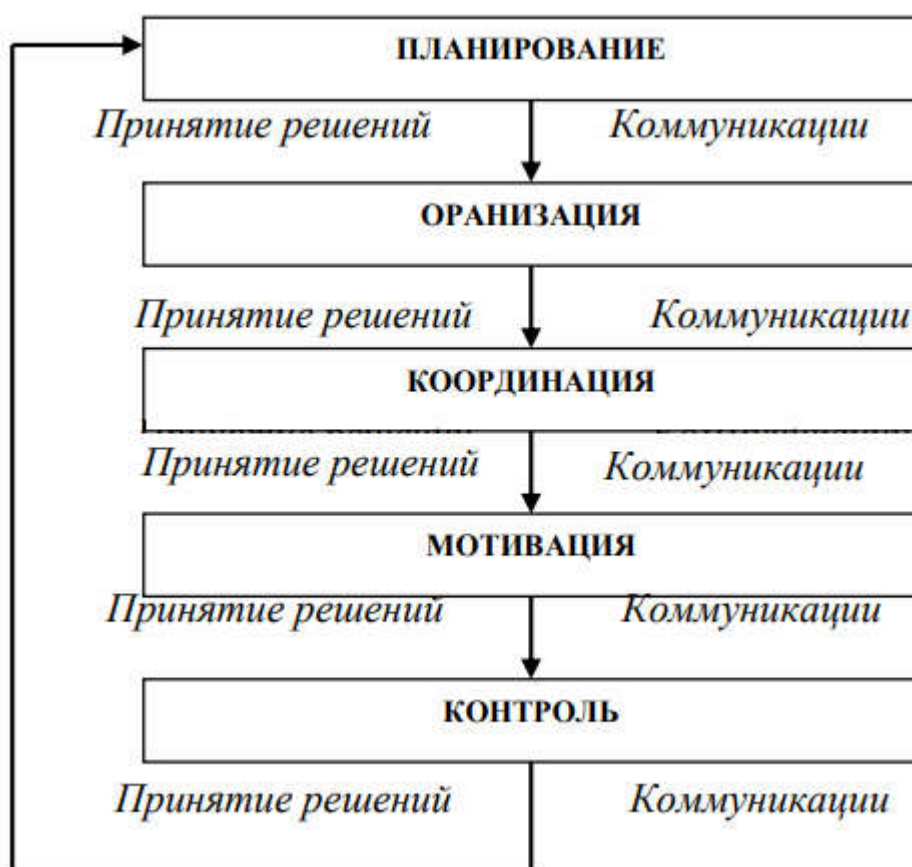 ПЛАНИРОВАНИЕ
Принятие решений Коммуникации
ОРАНИЗАЦИЯ
Принятие решений Коммуникации
КООРДИНАЦИЯ
Принятие решений Коммуникации
МОТИВАЦИЯ
Принятие решений Коммуникации
КОНТРОЛЬ
Принятие решений Коммуникации